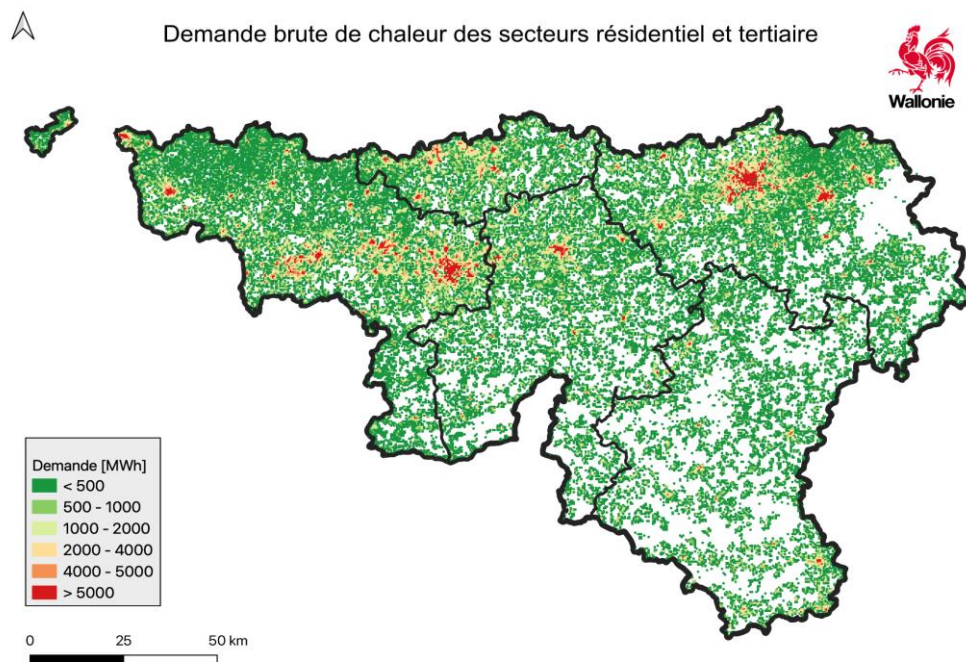 Demande brute de chaleur des secteurs résidentiel et tertiaire
Wallonie
Demande [MWh]
< 500
500 - 1000
1000 - 2000
2000 - 4000
4000 - 5000
> 5000
0 25 50 km